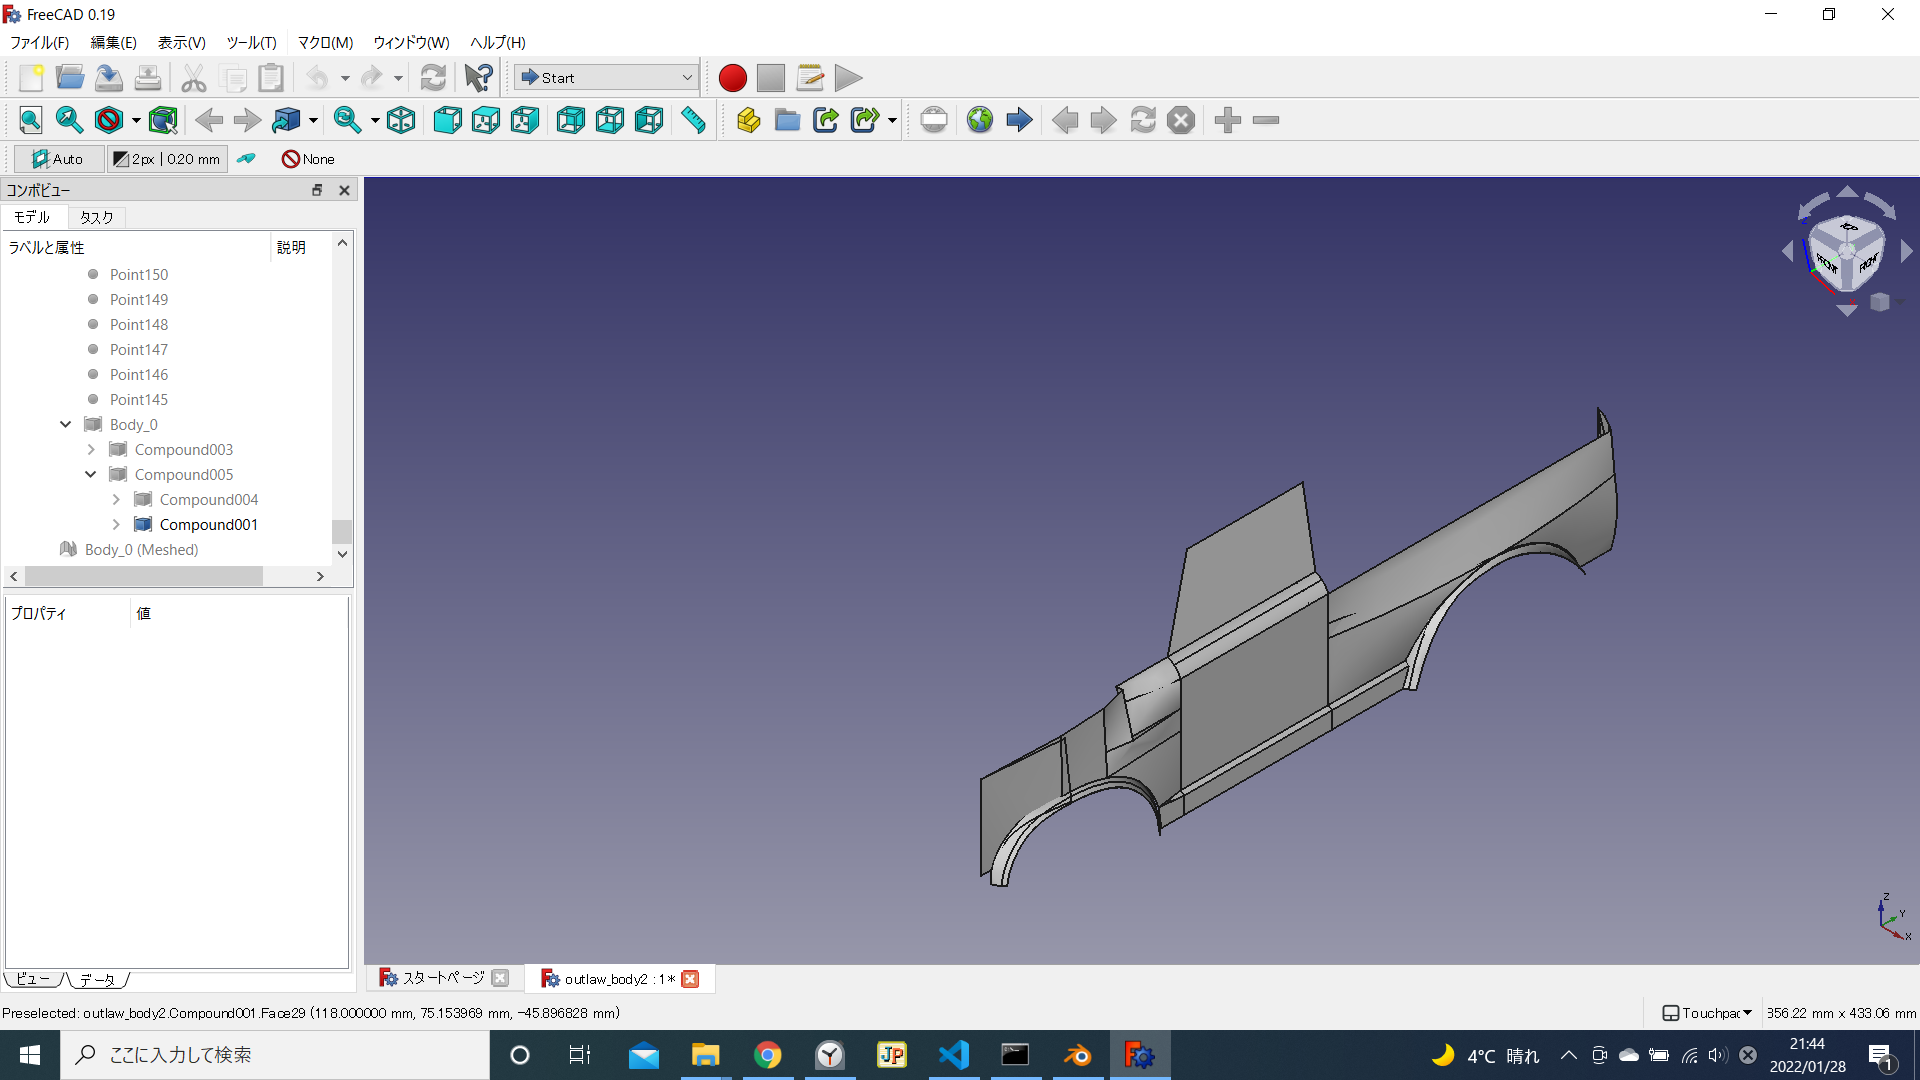 FreeCAD 0.19
ファイル(F) 編集(E) 表示(V) ツール(T) マクロ(M) ウィンドウ(W) ヘルプ(H)
Start
Auto 2px | 0.20 mm None
コンボビュー
モデル タスク
ラベルと属性 説明
Point150
Point149
Point148
Point147
Point146
Point145
Body_0
Compound003
Compound005
Compound004
Compound001
Body_0 (Meshed)
プロパティ 値
ビュー データ
FRONT RIGHT
Z
Y
X
スタートページ outlaw_body2 : 1*
Preselected: outlaw_body2.Compound001.Face29 (118.000000 mm, 75.153969 mm, -45.896828 mm)
Touchpad 356.22 mm x 433.06 mm
ここに入力して検索
JP
4°C 晴れ
21:44
2022/01/28
1